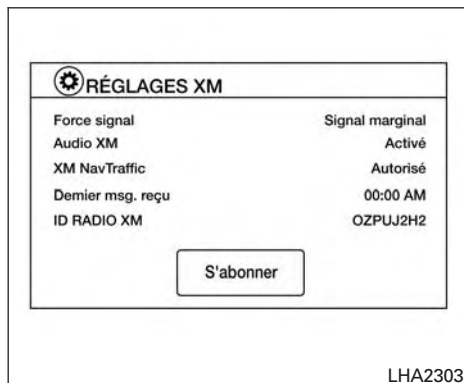 RÉGLAGES XM
Force signal Signal marginal
Audio XM Activé
XM NavTraffic Autorisé
Demier msg. reçu 00:00 AM
ID RADIO XM OZPUJ2H2
S'abonner
LHA2303